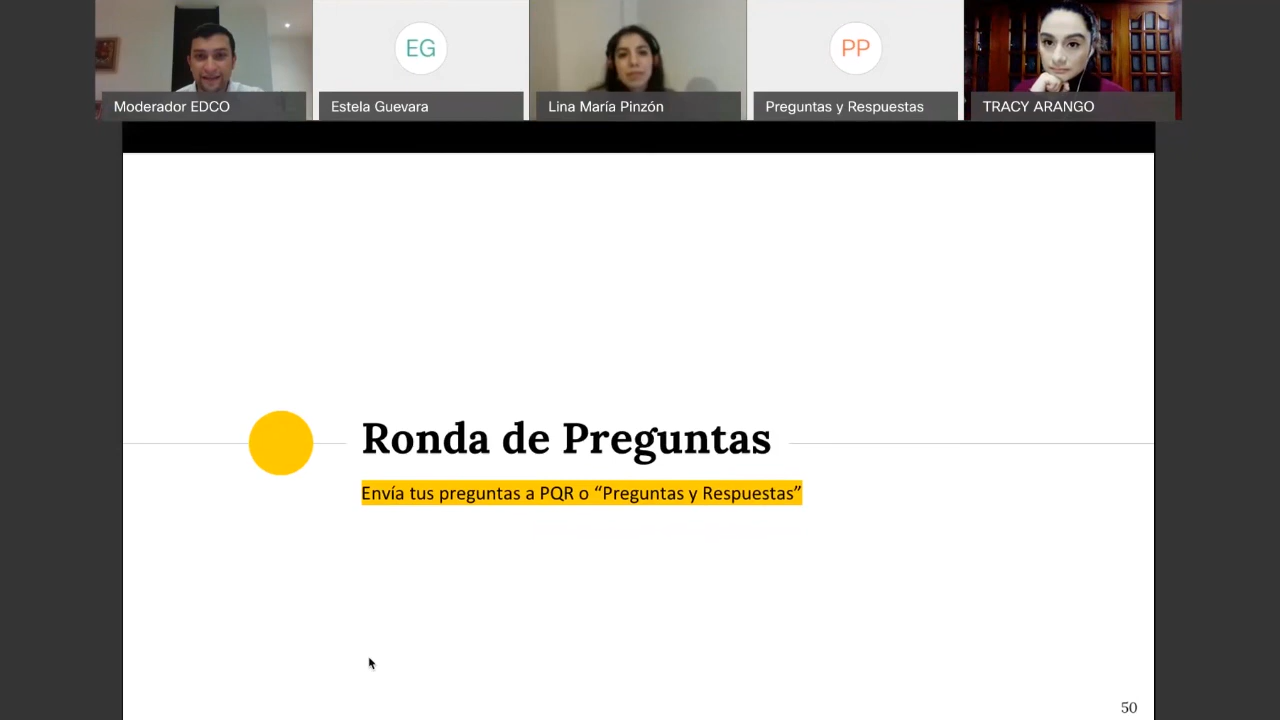 EG
PP
Moderador EDCO
Estela Guevara
Lina María Pinzón
Preguntas y Respuestas
TRACY ARANGO
Ronda de Preguntas
Envía tus preguntas a PQR o “Preguntas y Respuestas”
50